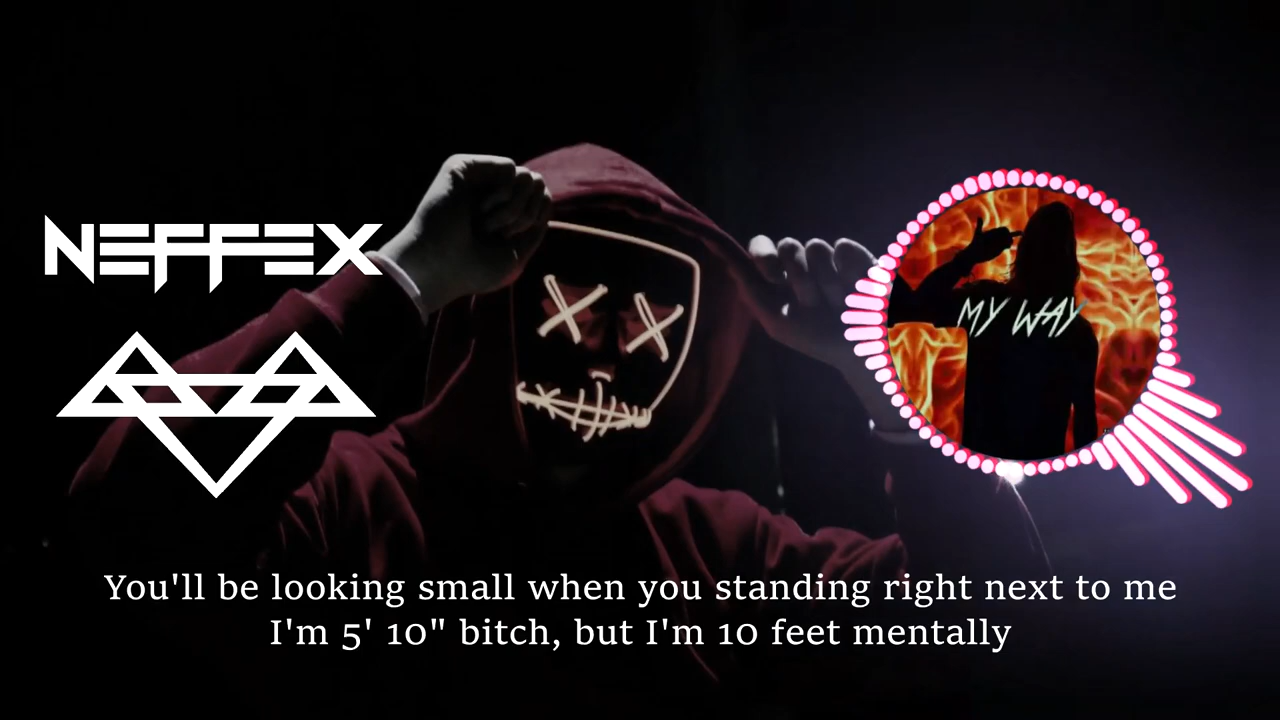 NEFFEX
MY WAY
You'll be looking small when you standing right next to me
I'm 5' 10" bitch, but I'm 10 feet mentally